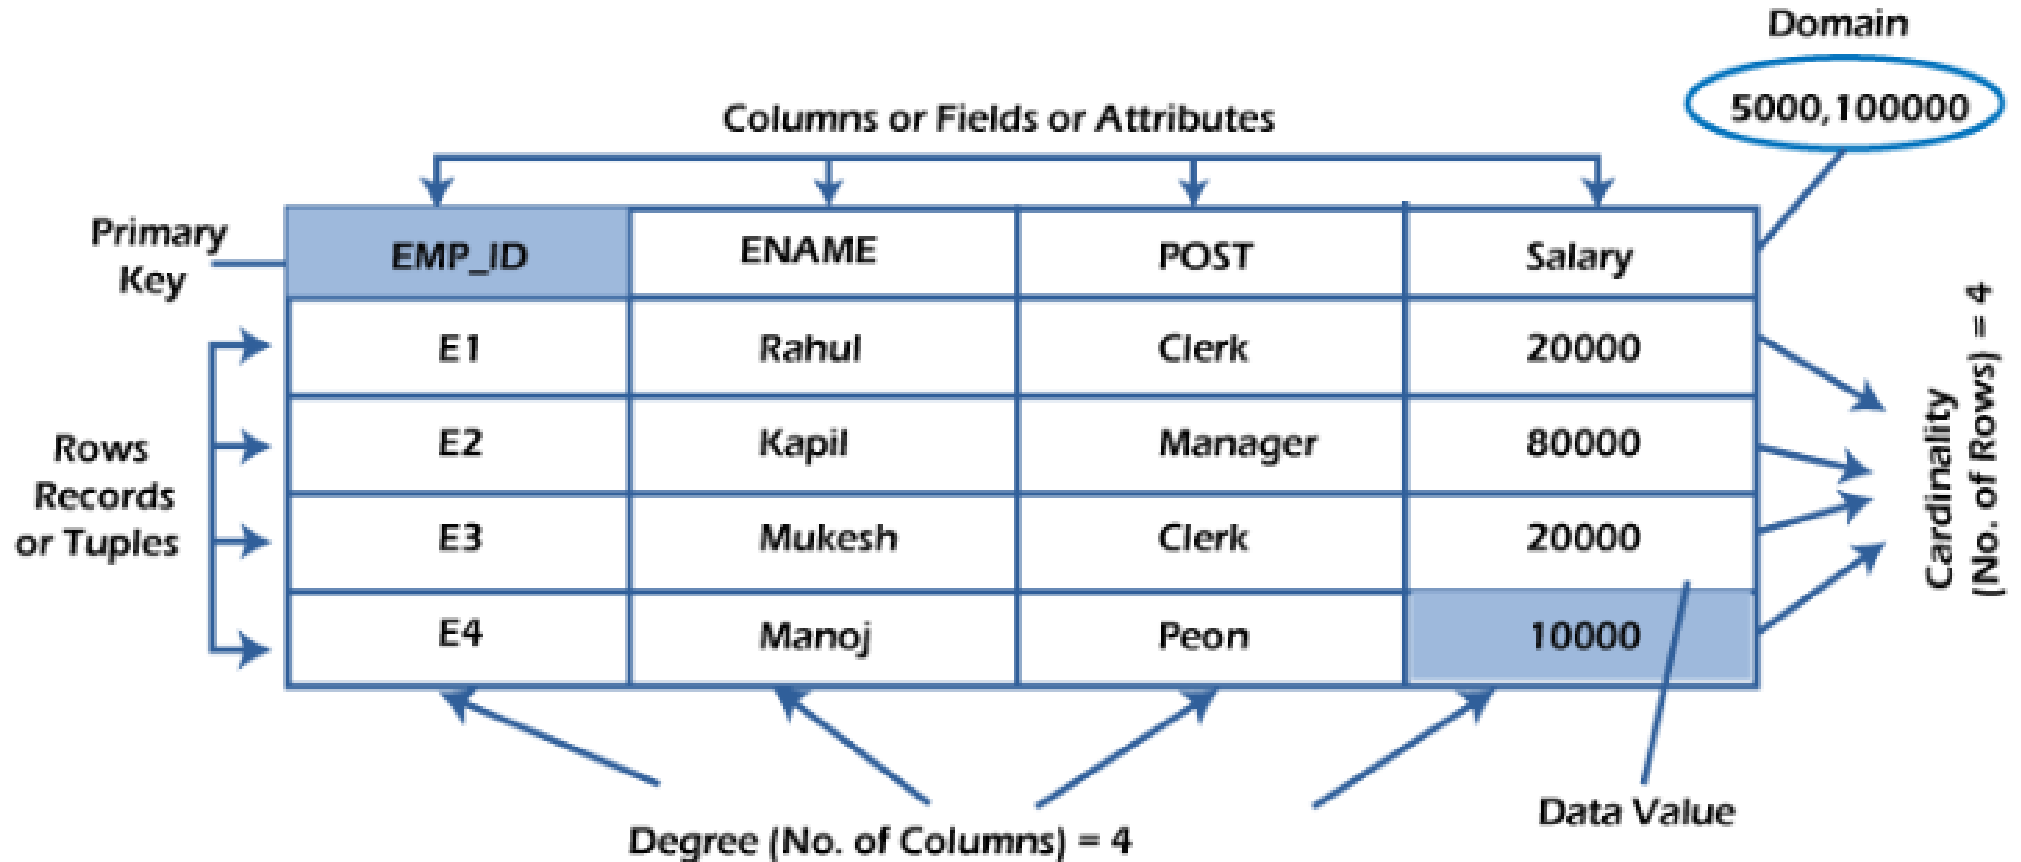 Domain
5000,100000
Columns or Fields or Attributes
Primary
Key
EMP_ID ENAME POST Salary
E1 Rahul Clerk 20000
E2 Kapil Manager 80000
E3 Mukesh Clerk 20000
E4 Manoj Peon 10000
Rows
Records
or Tuples
Cardinality
(No. of Rows) = 4
Data Value
Degree (No. of Columns) = 4